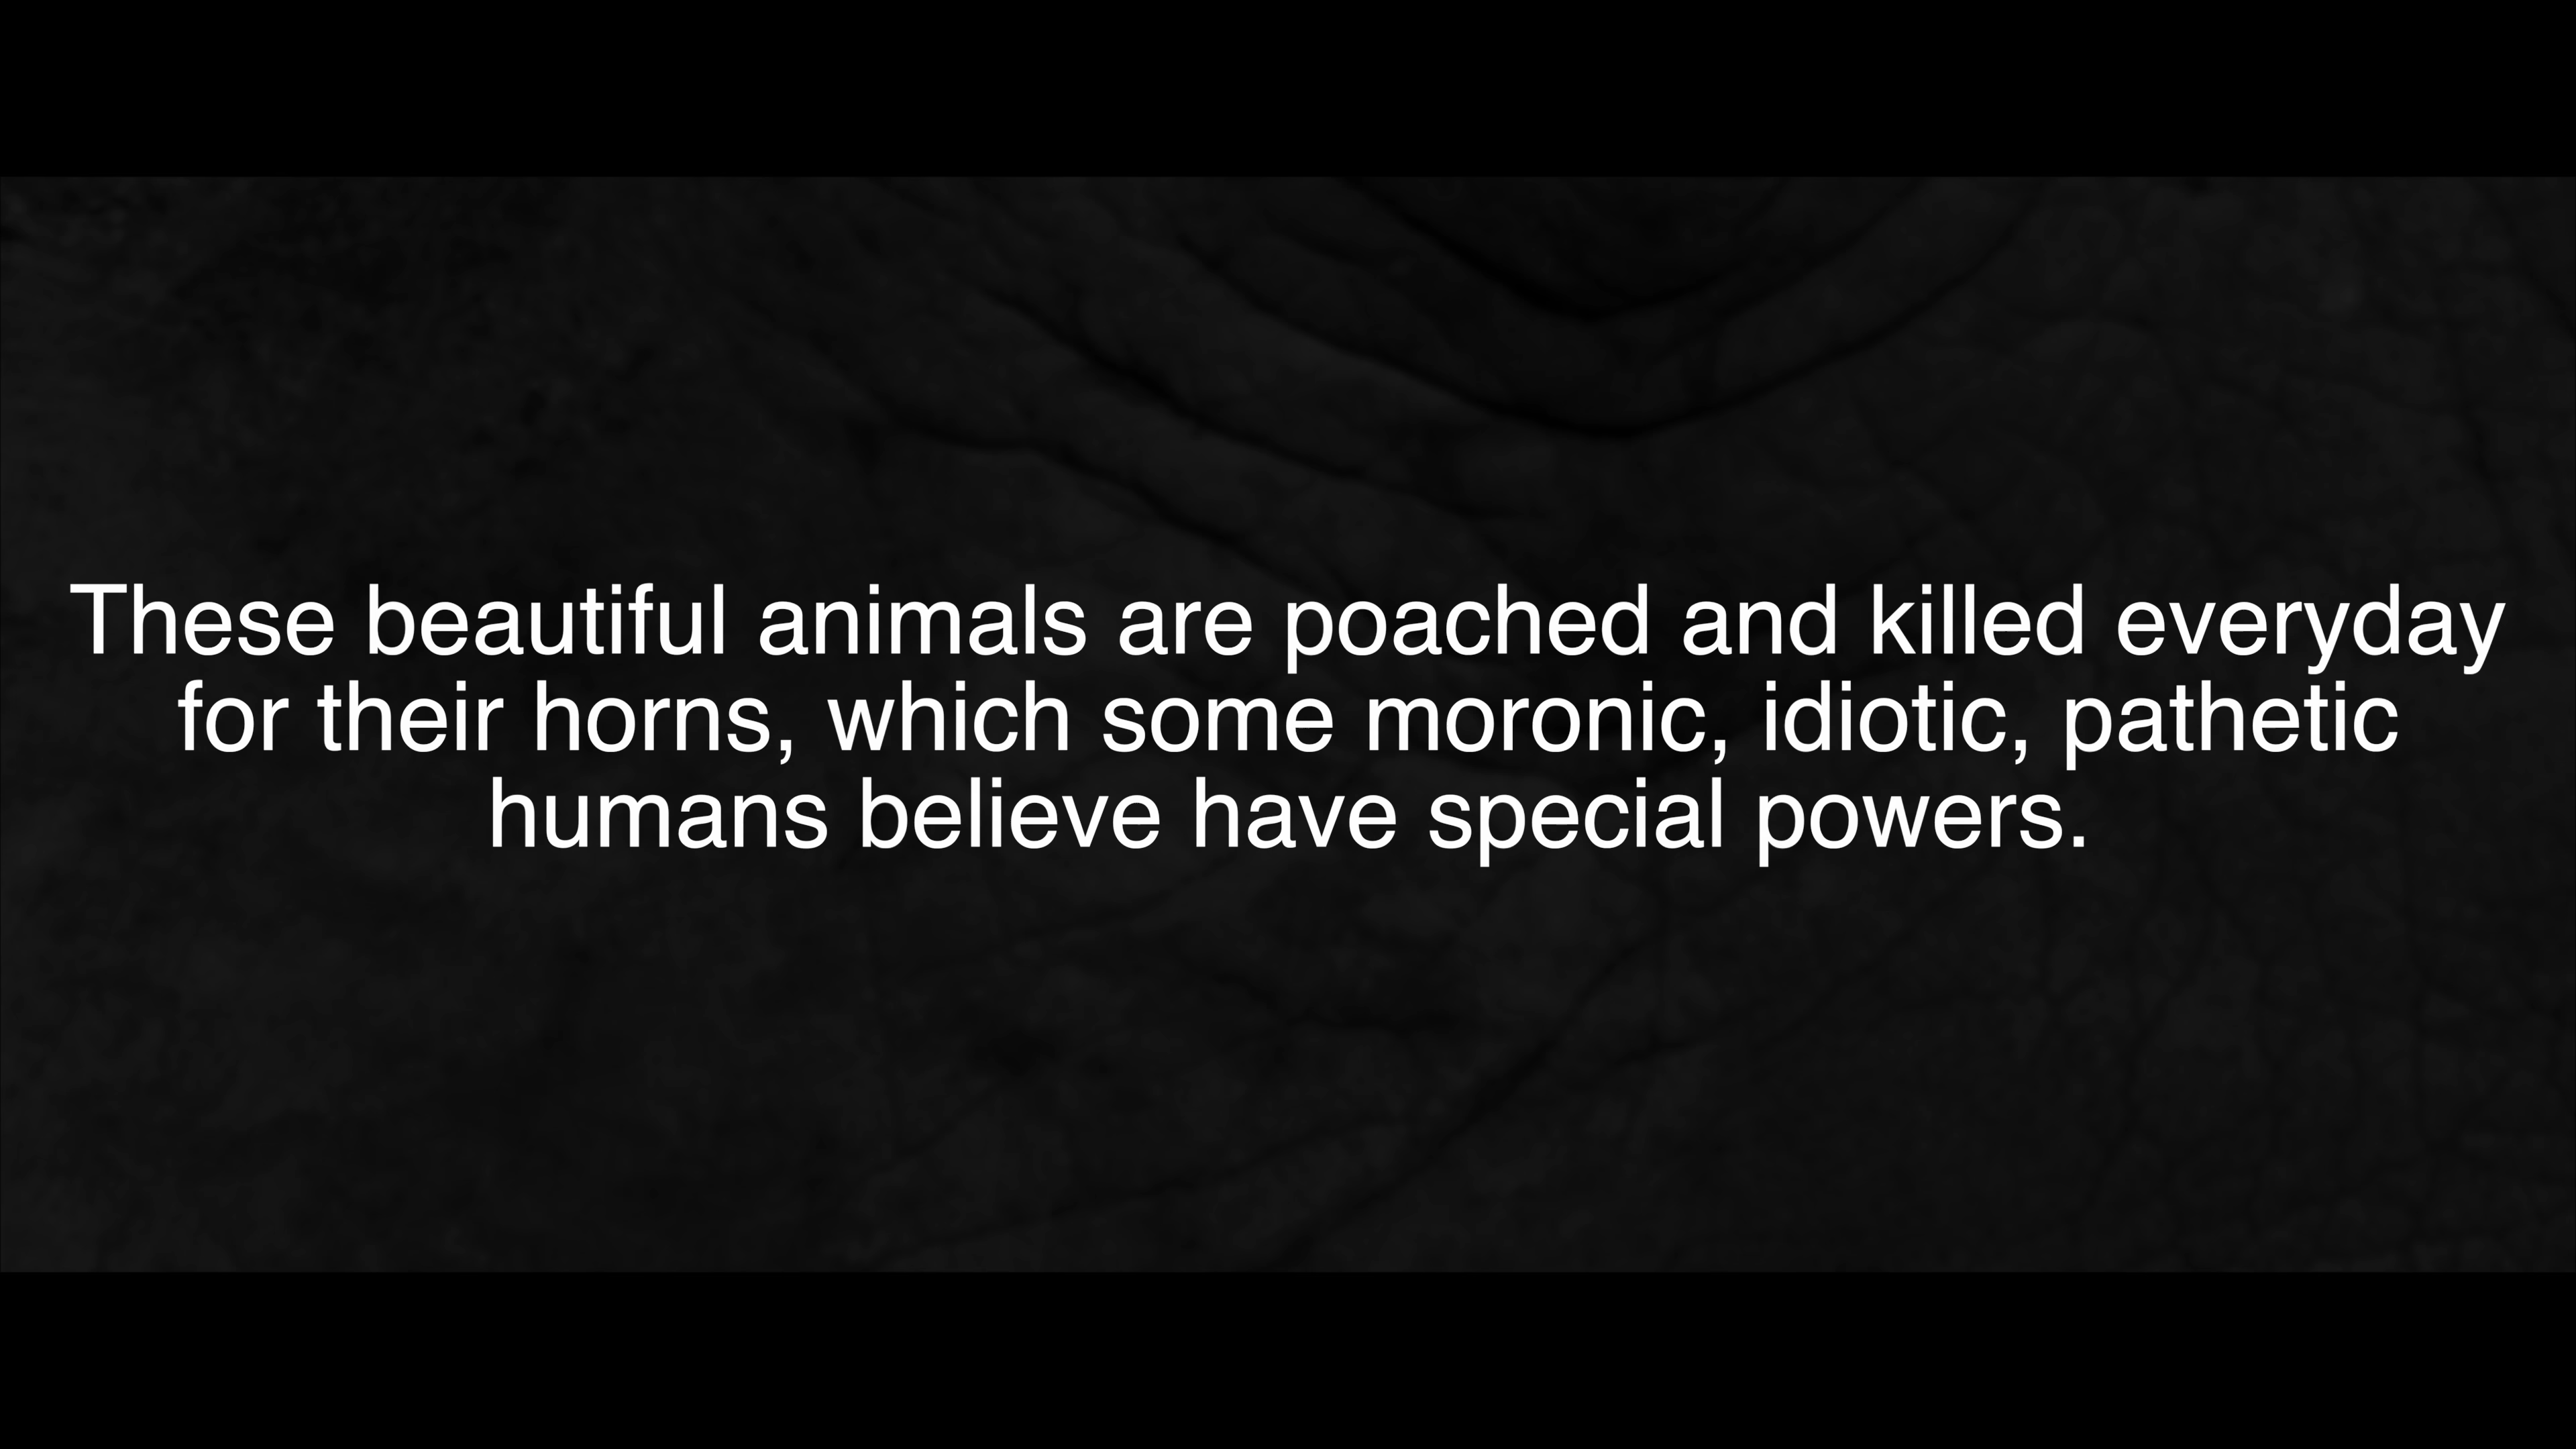 These beautiful animals are poached and killed everyday
for their horns, which some moronic, idiotic, pathetic
humans believe have special powers.